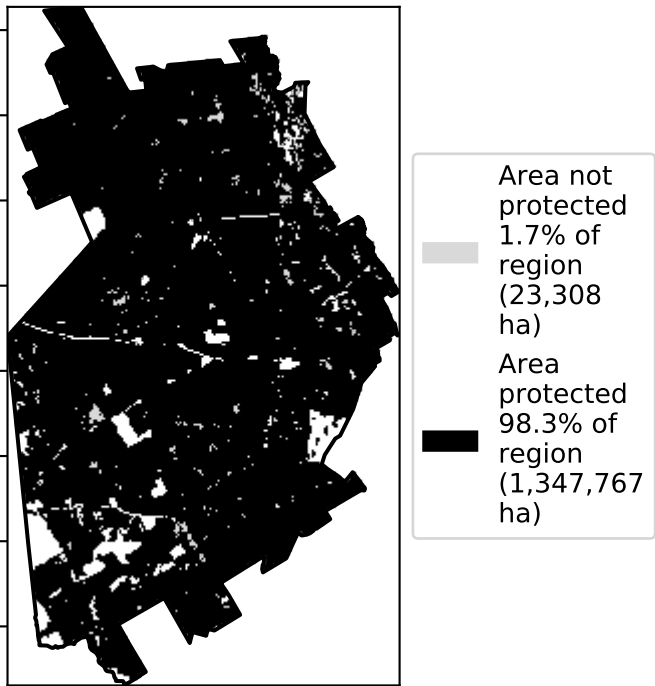 Area not
protected
1.7% of
region
(23,308
ha)
Area
protected
98.3% of
region
(1,347,767
ha)